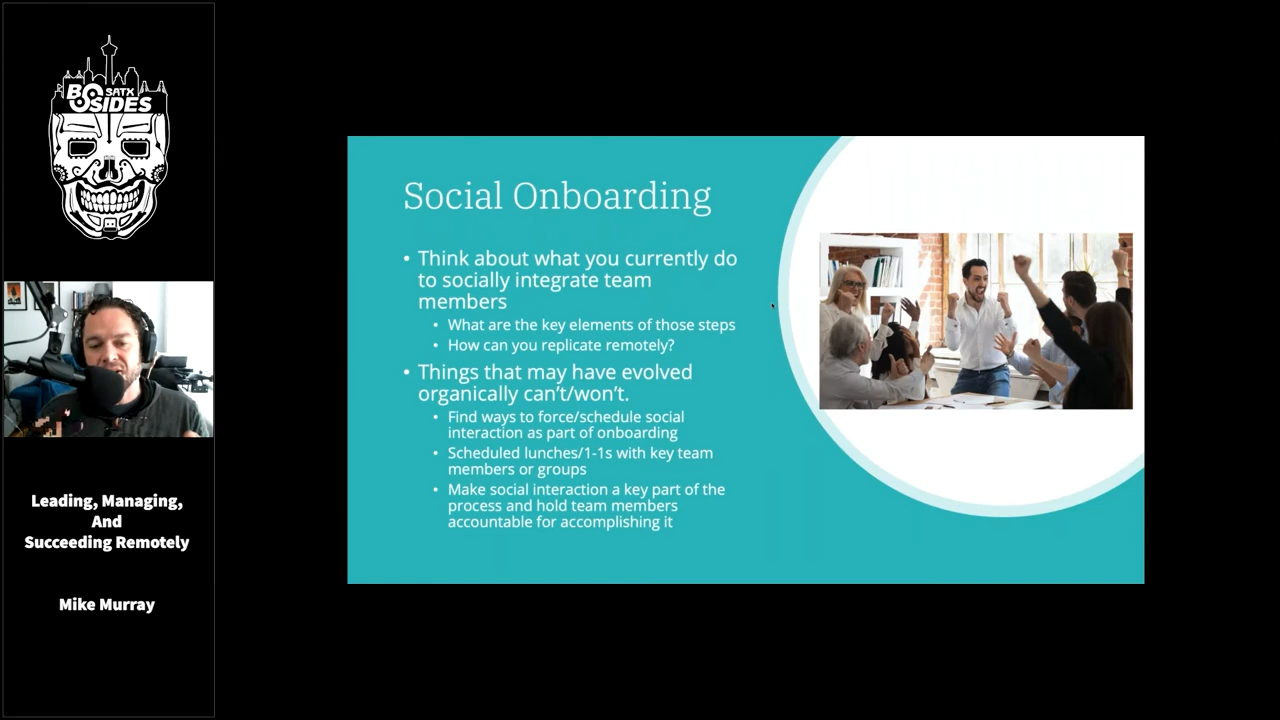 BSIDES
SATX
Leading, Managing,
And
Succeeding Remotely
Mike Murray
Social Onboarding
• Think about what you currently do
to socially integrate team
members
• What are the key elements of those steps
• How can you replicate remotely?
• Things that may have evolved
organically can’t/won’t.
• Find ways to force/schedule social
interaction as part of onboarding
• Scheduled lunches/1-1s with key team
members or groups
• Make social interaction a key part of the
process and hold team members
accountable for accomplishing it